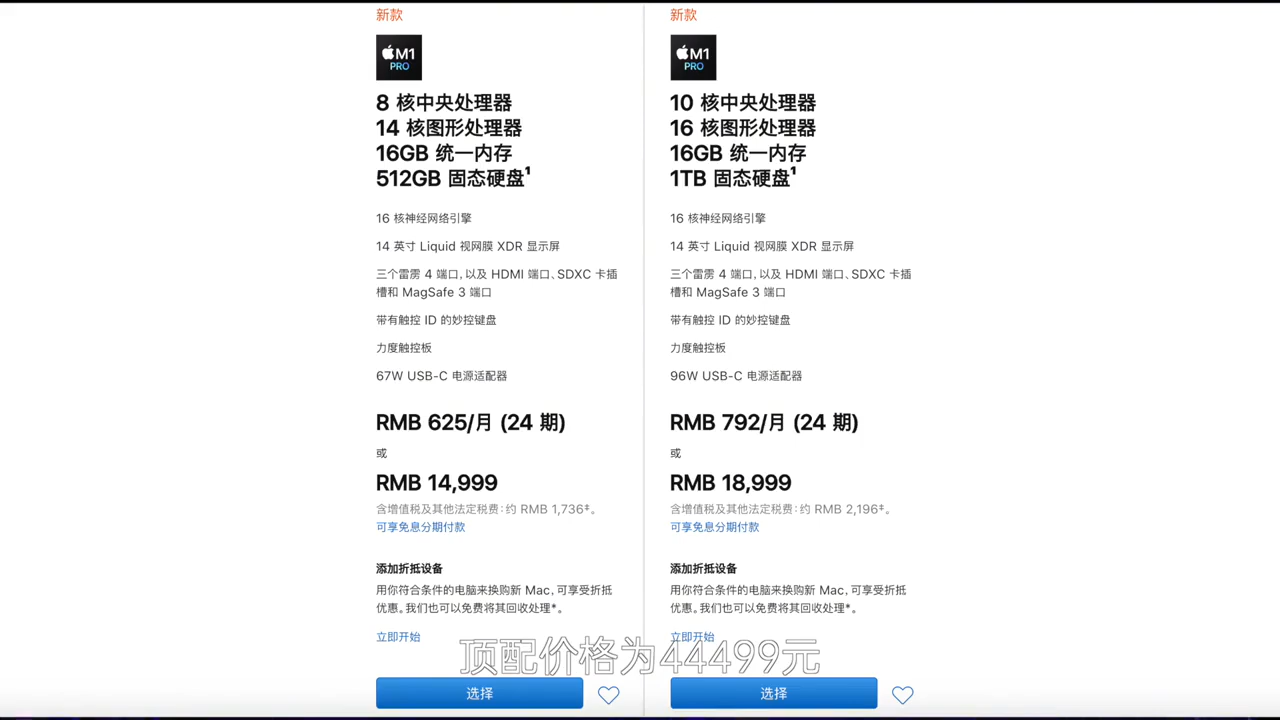 新款
M1
PRO
8 核中央处理器
14 核图形处理器
16GB 统一内存
512GB 固态硬盘¹
16 核神经网络引擎
14 英寸 Liquid 视网膜 XDR 显示屏
三个雷雳 4 端口，以及 HDMI 端口、SDXC 卡插
槽和 MagSafe 3 端口
带有触控 ID 的妙控键盘
力度触控板
67W USB-C 电源适配器
RMB 625/月 (24 期)
或
RMB 14,999
含增值税及其他法定税费：约 RMB 1,736‡。
可享免息分期付款
添加折抵设备
用你符合条件的电脑来换购新 Mac，可享受折抵
优惠。我们也可以免费将其回收处理*。
立即开始
选择
新款
M1
PRO
10 核中央处理器
16 核图形处理器
16GB 统一内存
1TB 固态硬盘¹
16 核神经网络引擎
14 英寸 Liquid 视网膜 XDR 显示屏
三个雷雳 4 端口，以及 HDMI 端口、SDXC 卡插
槽和 MagSafe 3 端口
带有触控 ID 的妙控键盘
力度触控板
96W USB-C 电源适配器
RMB 792/月 (24 期)
或
RMB 18,999
含增值税及其他法定税费：约 RMB 2,196‡。
可享免息分期付款
添加折抵设备
用你符合条件的电脑来换购新 Mac，可享受折抵
优惠。我们也可以免费将其回收处理*。
立即开始
选择
顶配价格为44499元